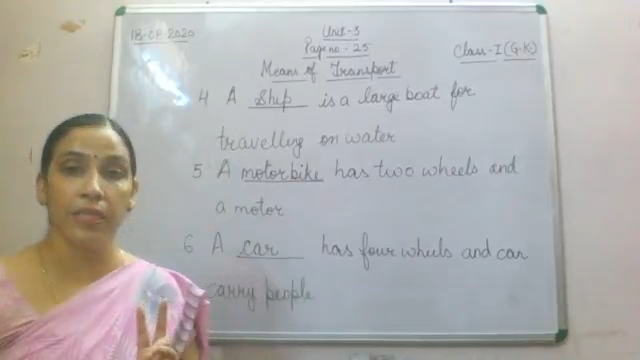 18-08-2020
Unit-3
Page no - 25
Class-I (G.K)
Means of Transport
4 A Ship is a large boat for
travelling on water
5 A motorbike has two wheels and
a motor
6 A car has four wheels and can
carry people